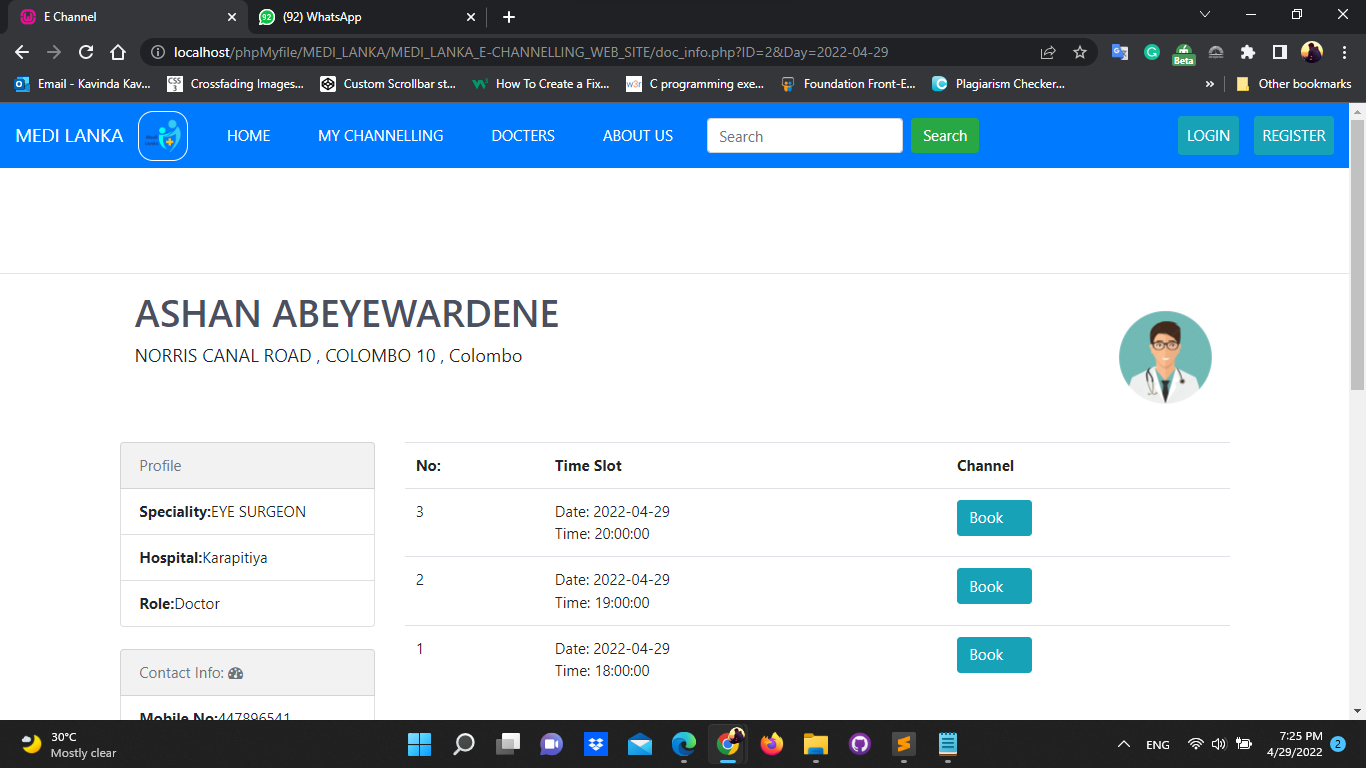 E Channel
(92) WhatsApp
localhost/phpMyfile/MEDI_LANKA/MEDI_LANKA_E-CHANNELLING_WEB_SITE/doc_info.php?ID=2&Day=2022-04-29
Beta
Email - Kavinda Kav...
CSS 3
Crossfading Images...
Custom Scrollbar st...
How To Create a Fix...
w3r
C programming exe...
Foundation Front-E...
Plagiarism Checker...
»
Other bookmarks
MEDI LANKA
HOME
MY CHANNELLING
DOCTERS
ABOUT US
Search
Search
LOGIN
REGISTER
ASHAN ABEYEWARDENE
NORRIS CANAL ROAD , COLOMBO 10 , Colombo
Profile
Speciality:EYE SURGEON
Hospital:Karapitiya
Role:Doctor
Contact Info:
Mobile No:447896541
No: Time Slot Channel
3 Date: 2022-04-29 Book
Time: 20:00:00
2 Date: 2022-04-29 Book
Time: 19:00:00
1 Date: 2022-04-29 Book
Time: 18:00:00
30°C
Mostly clear
ENG
7:25 PM
4/29/2022
2